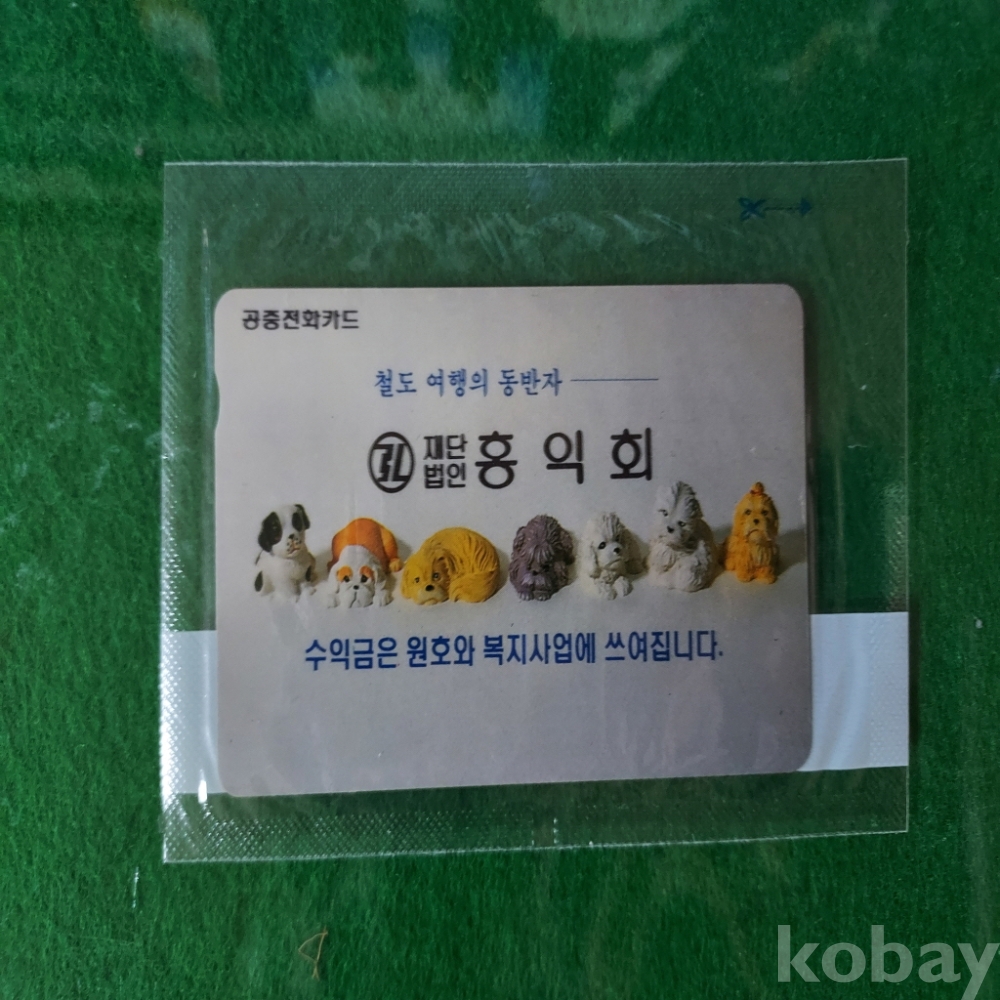 공중전화카드
철도 여행의 동반자
재단
법인 홍익회
수익금은 원호와 복지사업에 쓰여집니다.
kobay